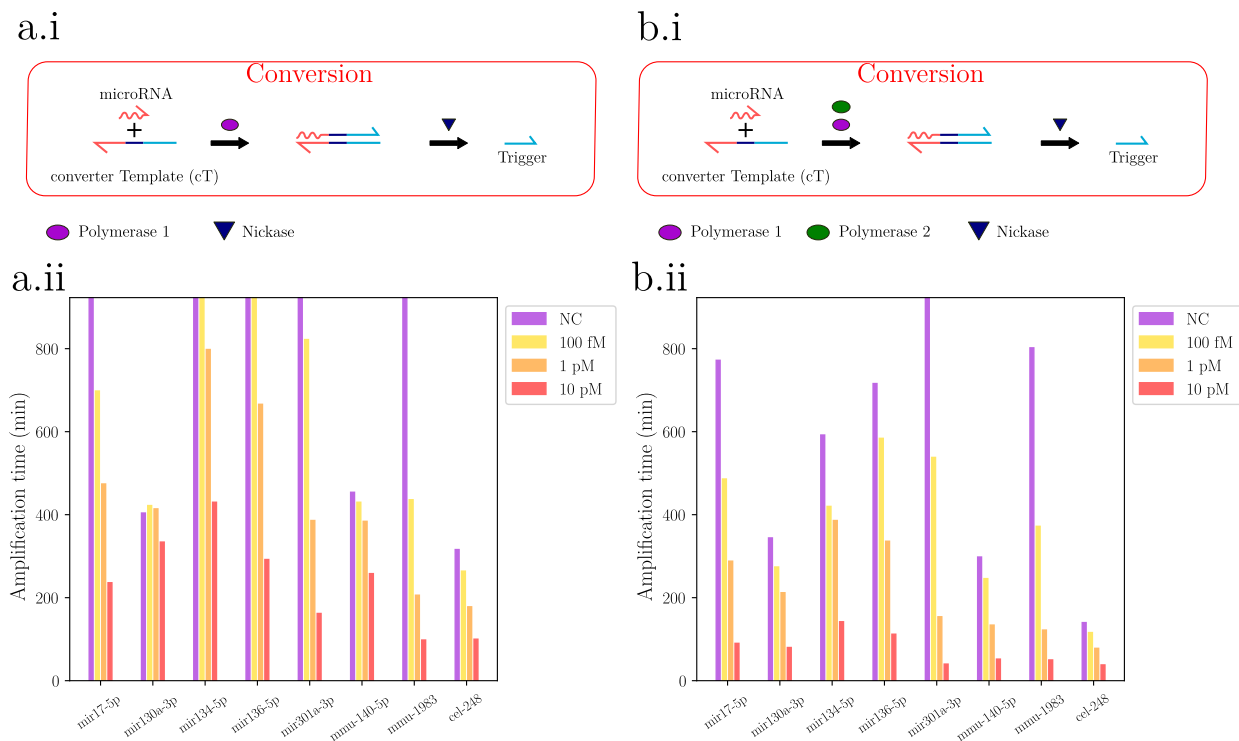 a.i
Conversion
microRNA
+
converter Template (cT)
Trigger
Polymerase 1
Nickase
b.i
Conversion
microRNA
+
converter Template (cT)
Trigger
Polymerase 1
Polymerase 2
Nickase
a.ii
Amplification time (min)
800
600
400
200
0
mir17-5p
mir130a-3p
mir134-5p
mir136-5p
mir301a-3p
mmu-140-5p
mmu-1983
cel-248
NC
100 fM
1 pM
10 pM
b.ii
Amplification time (min)
800
600
400
200
0
mir17-5p
mir130a-3p
mir134-5p
mir136-5p
mir301a-3p
mmu-140-5p
mmu-1983
cel-248
NC
100 fM
1 pM
10 pM